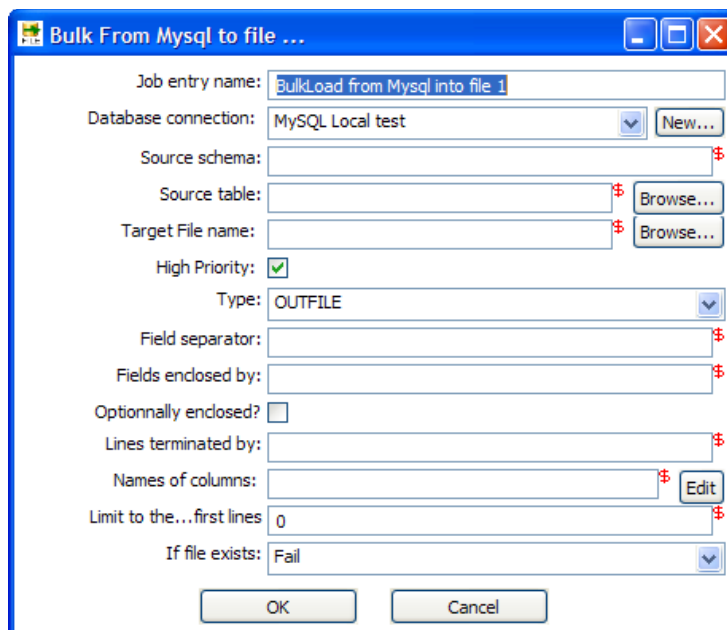 Bulk From Mysql to file ...
Job entry name: BulkLoad from Mysql into file 1
Database connection: MySQL Local test New...
Source schema: $
Source table: $ Browse...
Target File name: $ Browse...
High Priority:
Type: OUTFILE
Field separator: $
Fields enclosed by: $
Optionnally enclosed?
Lines terminated by: $
Names of columns: $ Edit
Limit to the...first lines 0 $
If file exists: Fail
OK Cancel